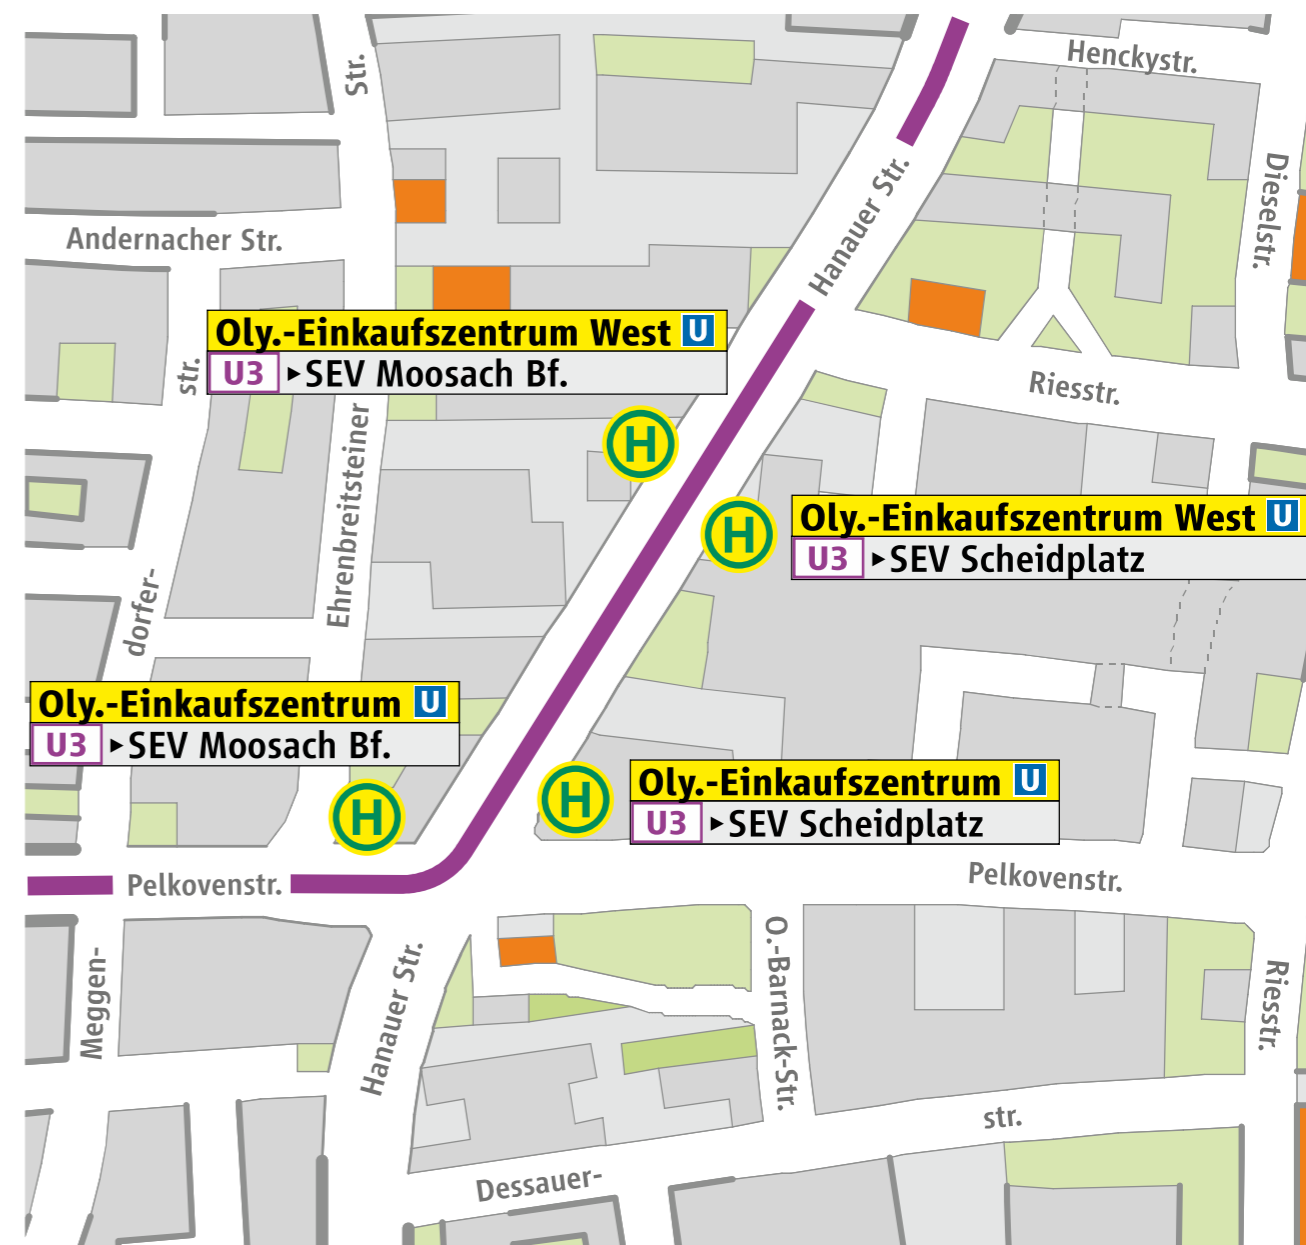 Henckystr.
Str.
Dieselstr.
Hanauer Str.
Andernacher Str.
Oly.-Einkaufszentrum West U
U3 ▸SEV Moosach Bf.
str.
Riesstr.
Ehrenbreitsteiner
H
Oly.-Einkaufszentrum West U
U3 ▸SEV Scheidplatz
H
dorfer-
Oly.-Einkaufszentrum U
U3 ▸SEV Moosach Bf.
H
Oly.-Einkaufszentrum U
U3 ▸SEV Scheidplatz
H
Pelkovenstr.
Pelkovenstr.
Meggen-
Hanauer Str.
O.-Barnack-Str.
Riesstr.
str.
Dessauer-